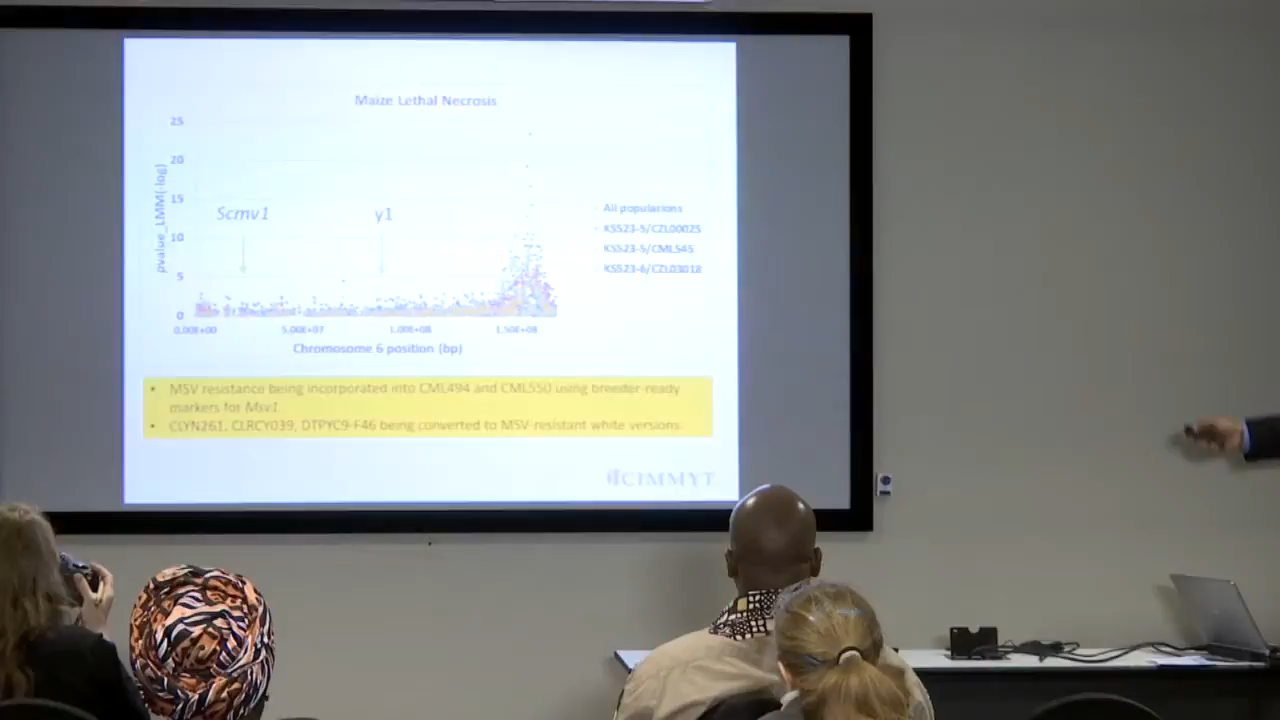 Maize Lethal Necrosis
25
20
15
10
5
0
pvalue_LMM(-log)
Scmv1
y1
All populations
KS523-5/CZL00025
KS523-5/CML545
KS523-6/CZL03018
0.00E+00 5.00E+07 1.00E+08 1.50E+08
Chromosome 6 position (bp)
• MSV resistance being incorporated into CML494 and CML550 using breeder-ready
markers for Msv1.
• CLYN261, CLRCY039, DTPYC9-F46 being converted to MSV-resistant white versions.
CIMMYT